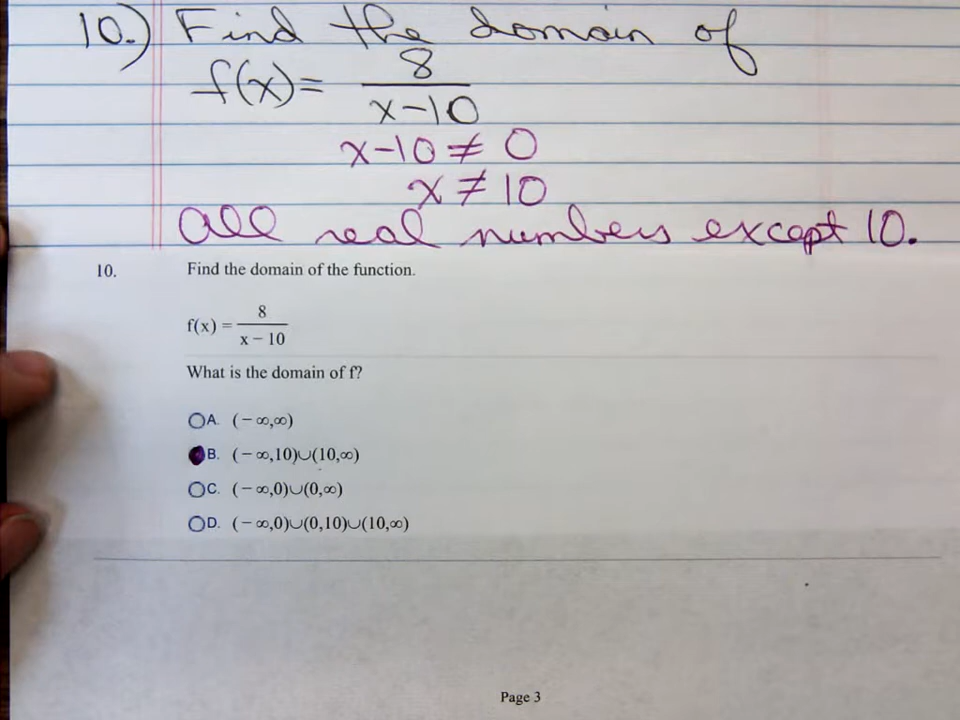 10.) Find the domain of
f(x) = 8 / x-10
x-10 ≠ 0
x ≠ 10
All real numbers except 10.
10. Find the domain of the function.
f(x) = 8 / x − 10
What is the domain of f?
A. (−∞,∞)
B. (−∞,10)∪(10,∞)
C. (−∞,0)∪(0,∞)
D. (−∞,0)∪(0,10)∪(10,∞)
Page 3